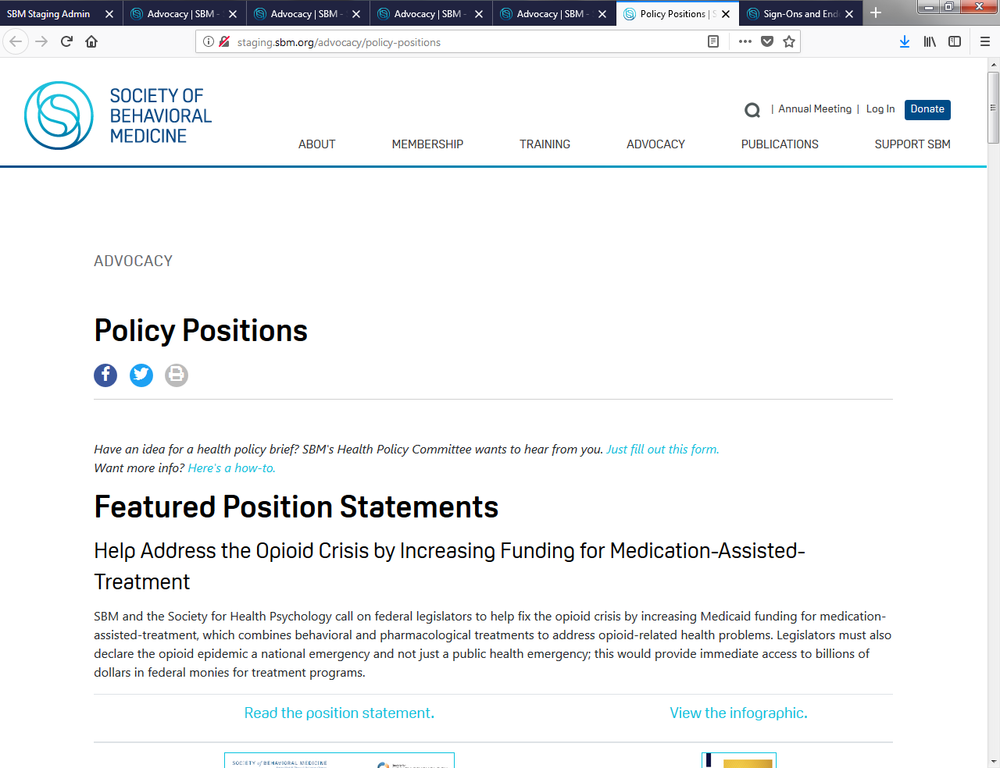 SBM Staging Admin
Advocacy | SBM -
Advocacy | SBM -
Advocacy | SBM -
Advocacy | SBM -
Policy Positions |
Sign-Ons and End
staging.sbm.org/advocacy/policy-positions
SOCIETY OF
BEHAVIORAL
MEDICINE
| Annual Meeting | Log In Donate
ABOUT MEMBERSHIP TRAINING ADVOCACY PUBLICATIONS SUPPORT SBM
ADVOCACY
Policy Positions
Have an idea for a health policy brief? SBM's Health Policy Committee wants to hear from you. Just fill out this form.
Want more info? Here's a how-to.
Featured Position Statements
Help Address the Opioid Crisis by Increasing Funding for Medication-Assisted-
Treatment
SBM and the Society for Health Psychology call on federal legislators to help fix the opioid crisis by increasing Medicaid funding for medication-
assisted-treatment, which combines behavioral and pharmacological treatments to address opioid-related health problems. Legislators must also
declare the opioid epidemic a national emergency and not just a public health emergency; this would provide immediate access to billions of
dollars in federal monies for treatment programs.
Read the position statement. View the infographic.
SOCIETY of BEHAVIORAL MEDICINE